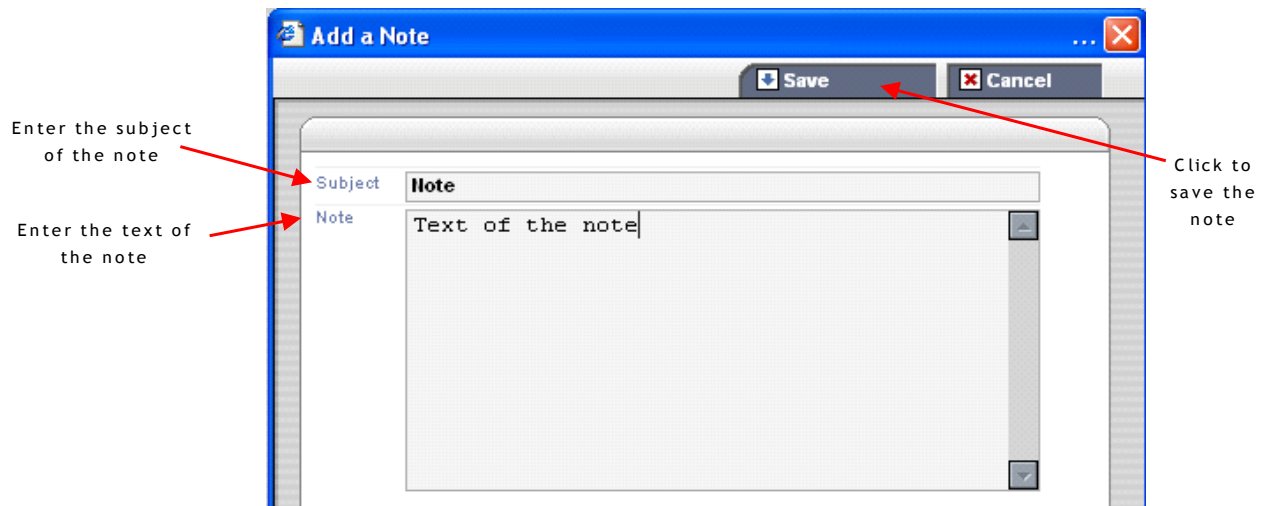 Add a Note ...
Save Cancel
Enter the subject
of the note
Subject Note
Click to
save the
note
Note Text of the note
Enter the text of
the note